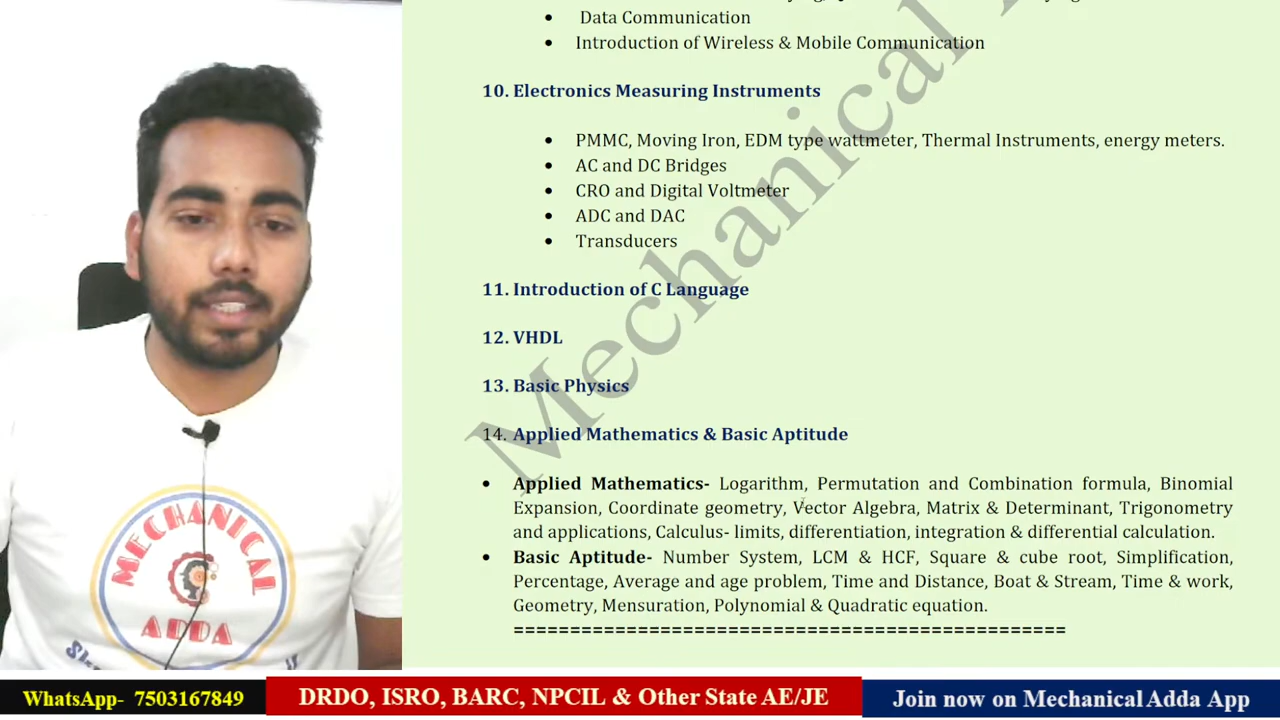 Data Communication
Introduction of Wireless & Mobile Communication
10. Electronics Measuring Instruments
PMMC, Moving Iron, EDM type wattmeter, Thermal Instruments, energy meters.
AC and DC Bridges
CRO and Digital Voltmeter
ADC and DAC
Transducers
11. Introduction of C Language
12. VHDL
13. Basic Physics
14. Applied Mathematics & Basic Aptitude
Applied Mathematics- Logarithm, Permutation and Combination formula, Binomial
Expansion, Coordinate geometry, Vector Algebra, Matrix & Determinant, Trigonometry
and applications, Calculus- limits, differentiation, integration & differential calculation.
Basic Aptitude- Number System, LCM & HCF, Square & cube root, Simplification,
Percentage, Average and age problem, Time and Distance, Boat & Stream, Time & work,
Geometry, Mensuration, Polynomial & Quadratic equation.
=================================================
Mechanical
MECHANICAL
ADDA
WhatsApp- 7503167849
DRDO, ISRO, BARC, NPCIL & Other State AE/JE
Join now on Mechanical Adda App